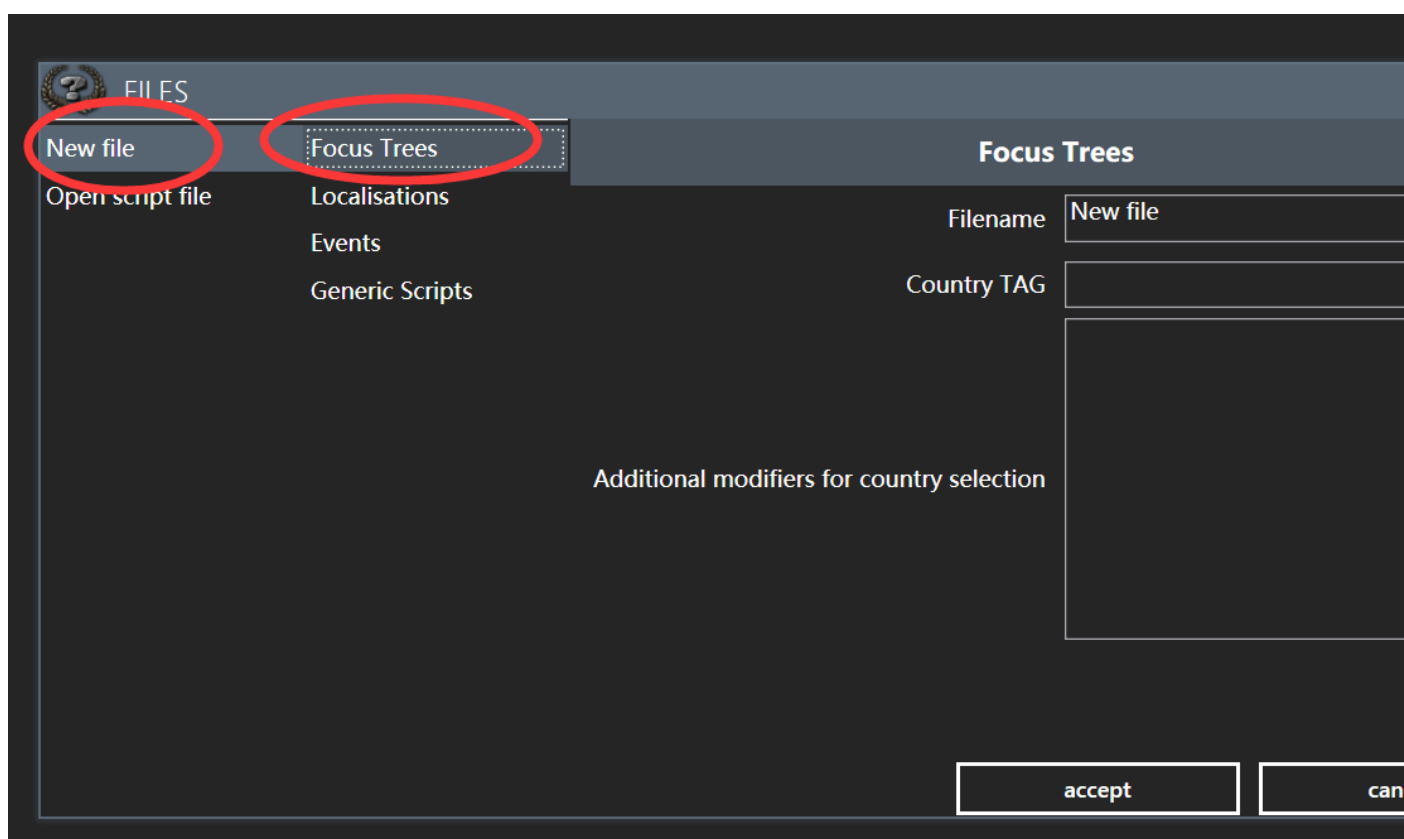 FILES
New file
Open script file
Focus Trees
Localisations
Events
Generic Scripts
Focus Trees
Filename
New file
Country TAG
Additional modifiers for country selection
accept
can